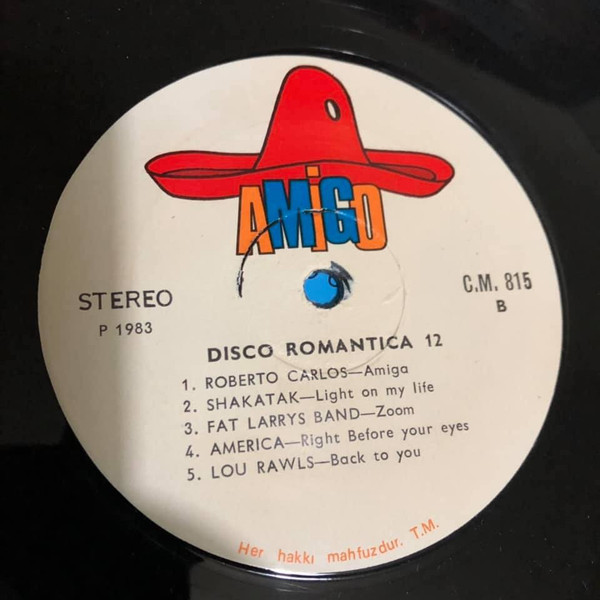 AMiGO
STEREO
P 1983
C.M. 815
B
DISCO ROMANTICA 12
1. ROBERTO CARLOS—Amiga
2. SHAKATAK—Light on my life
3. FAT LARRYS BAND—Zoom
4. AMERICA—Right Before your eyes
5. LOU RAWLS—Back to you
Her hakkı mahfuzdur. T.M.